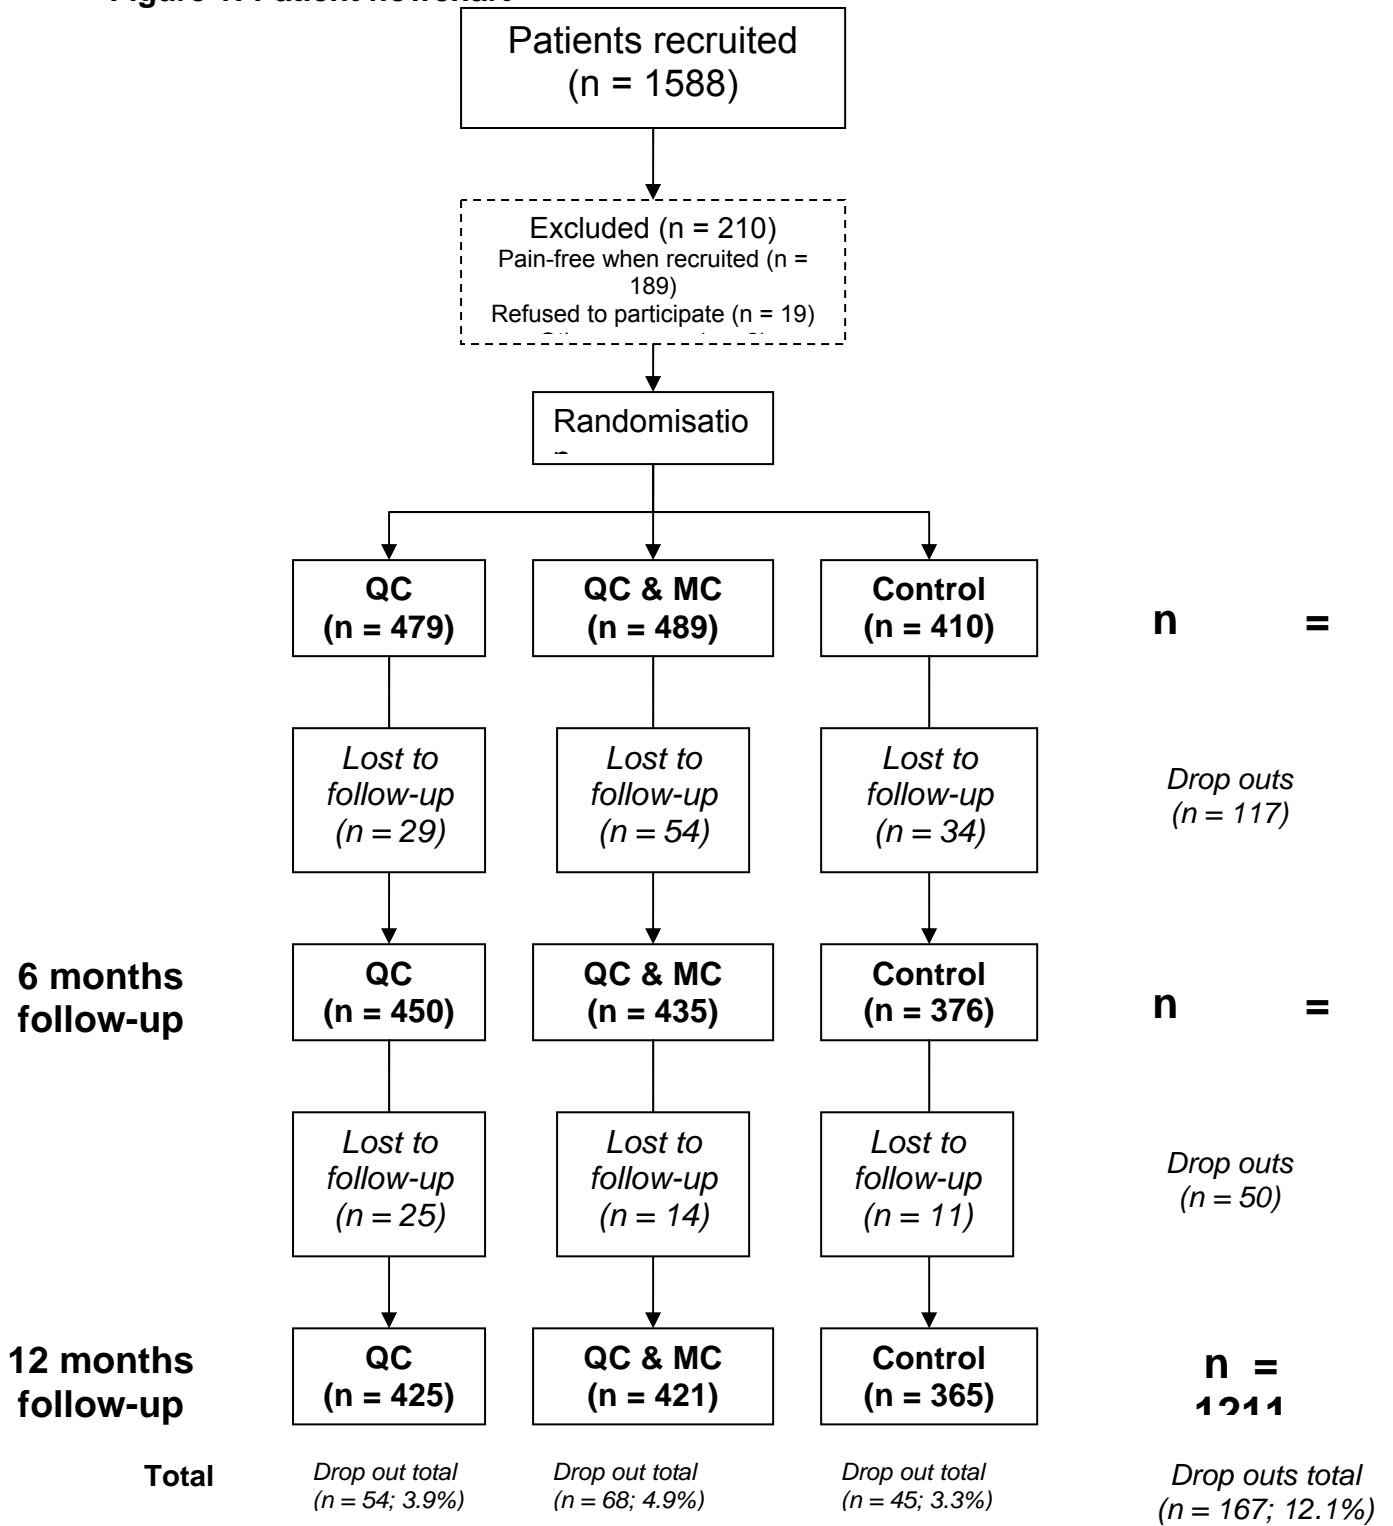 Figure 1: Patient flowchart
Patients recruited
(n = 1588)
Excluded (n = 210)
Pain-free when recruited (n =
189)
Refused to participate (n = 19)
Randomisatio
n
QC
(n = 479)
QC & MC
(n = 489)
Control
(n = 410)
n =
Lost to
follow-up
(n = 29)
Lost to
follow-up
(n = 54)
Lost to
follow-up
(n = 34)
Drop outs
(n = 117)
6 months
follow-up
QC
(n = 450)
QC & MC
(n = 435)
Control
(n = 376)
n =
Lost to
follow-up
(n = 25)
Lost to
follow-up
(n = 14)
Lost to
follow-up
(n = 11)
Drop outs
(n = 50)
12 months
follow-up
QC
(n = 425)
QC & MC
(n = 421)
Control
(n = 365)
n =
1211
Total
Drop out total
(n = 54; 3.9%)
Drop out total
(n = 68; 4.9%)
Drop out total
(n = 45; 3.3%)
Drop outs total
(n = 167; 12.1%)